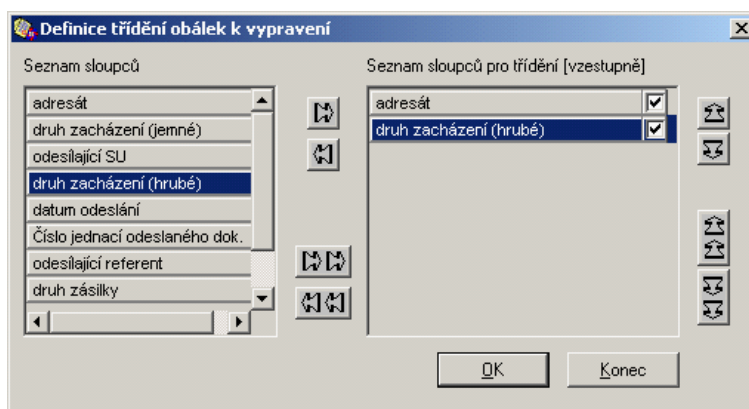 Definice třídění obálek k vypravení
Seznam sloupců
adresát
druh zacházení (jemné)
odesílající SU
druh zacházení (hrubé)
datum odeslání
Číslo jednací odeslaného dok.
odesílající referent
druh zásilky
Seznam sloupců pro třídění [vzestupně]
adresát
druh zacházení (hrubé)
OK
Konec